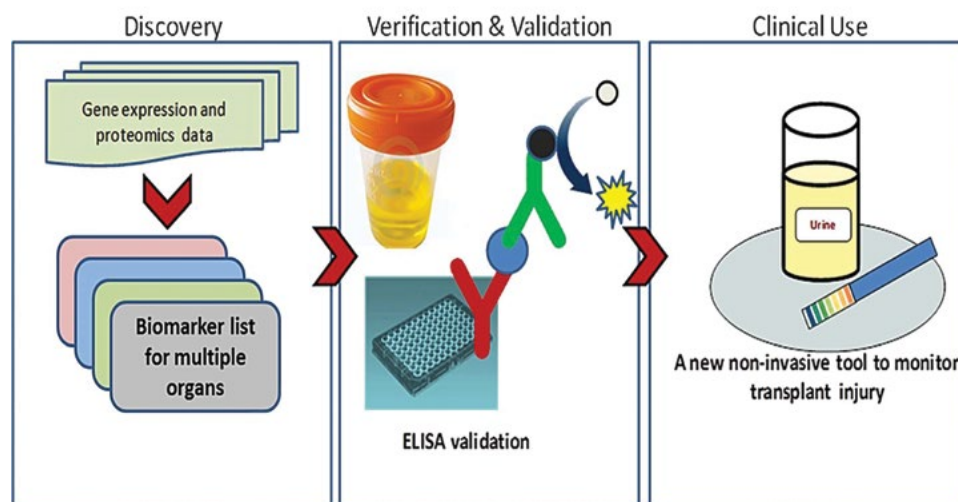 Discovery
Gene expression and
proteomics data
Biomarker list
for multiple
organs
Verification & Validation
ELISA validation
Clinical Use
Urine
A new non-invasive tool to monitor
transplant injury